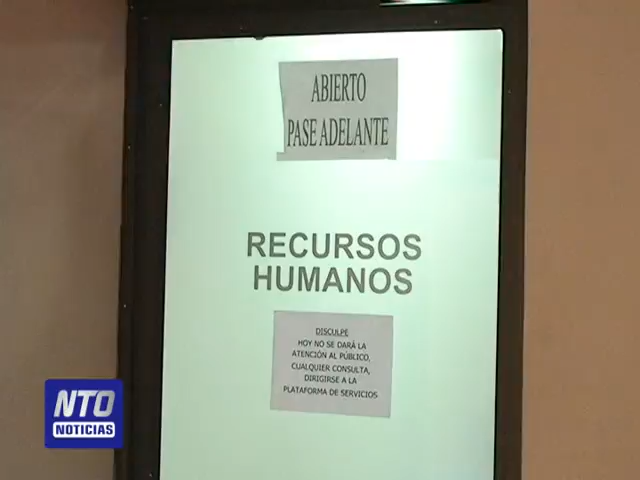 ABIERTO
PASE ADELANTE
RECURSOS
HUMANOS
DISCULPE
HOY NO SE DARÁ LA
ATENCIÓN AL PÚBLICO,
CUALQUIER CONSULTA,
DIRIGIRSE A LA
PLATAFORMA DE SERVICIOS
NTO
NOTICIAS